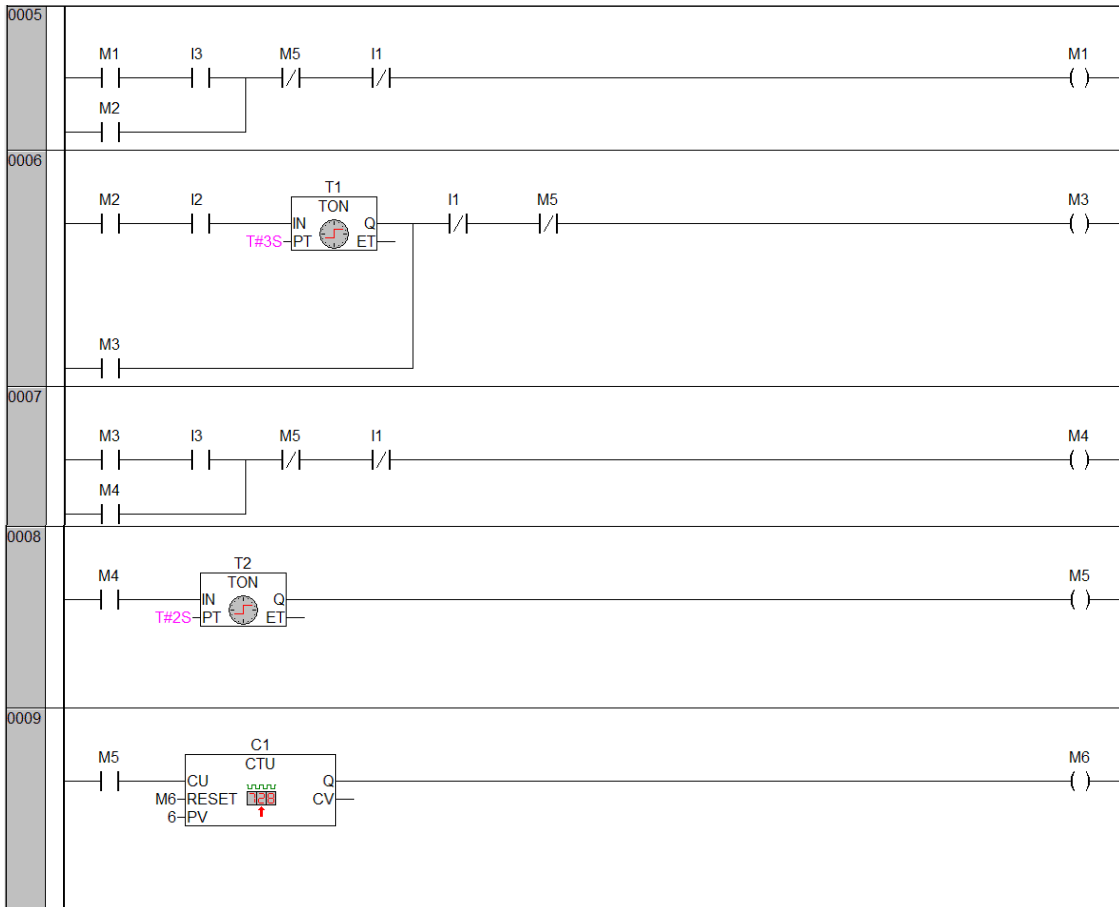 0005
M1 I3 M5 I1 M1
M2
0006
T1
M2 I2 TON I1 M5 M3
IN Q
T#3S PT ET
M3
0007
M3 I3 M5 I1 M4
M4
0008
T2
M4 TON M5
IN Q
T#2S PT ET
0009
C1
M5 CTU M6
CU Q
M6 RESET 728 CV
6 PV